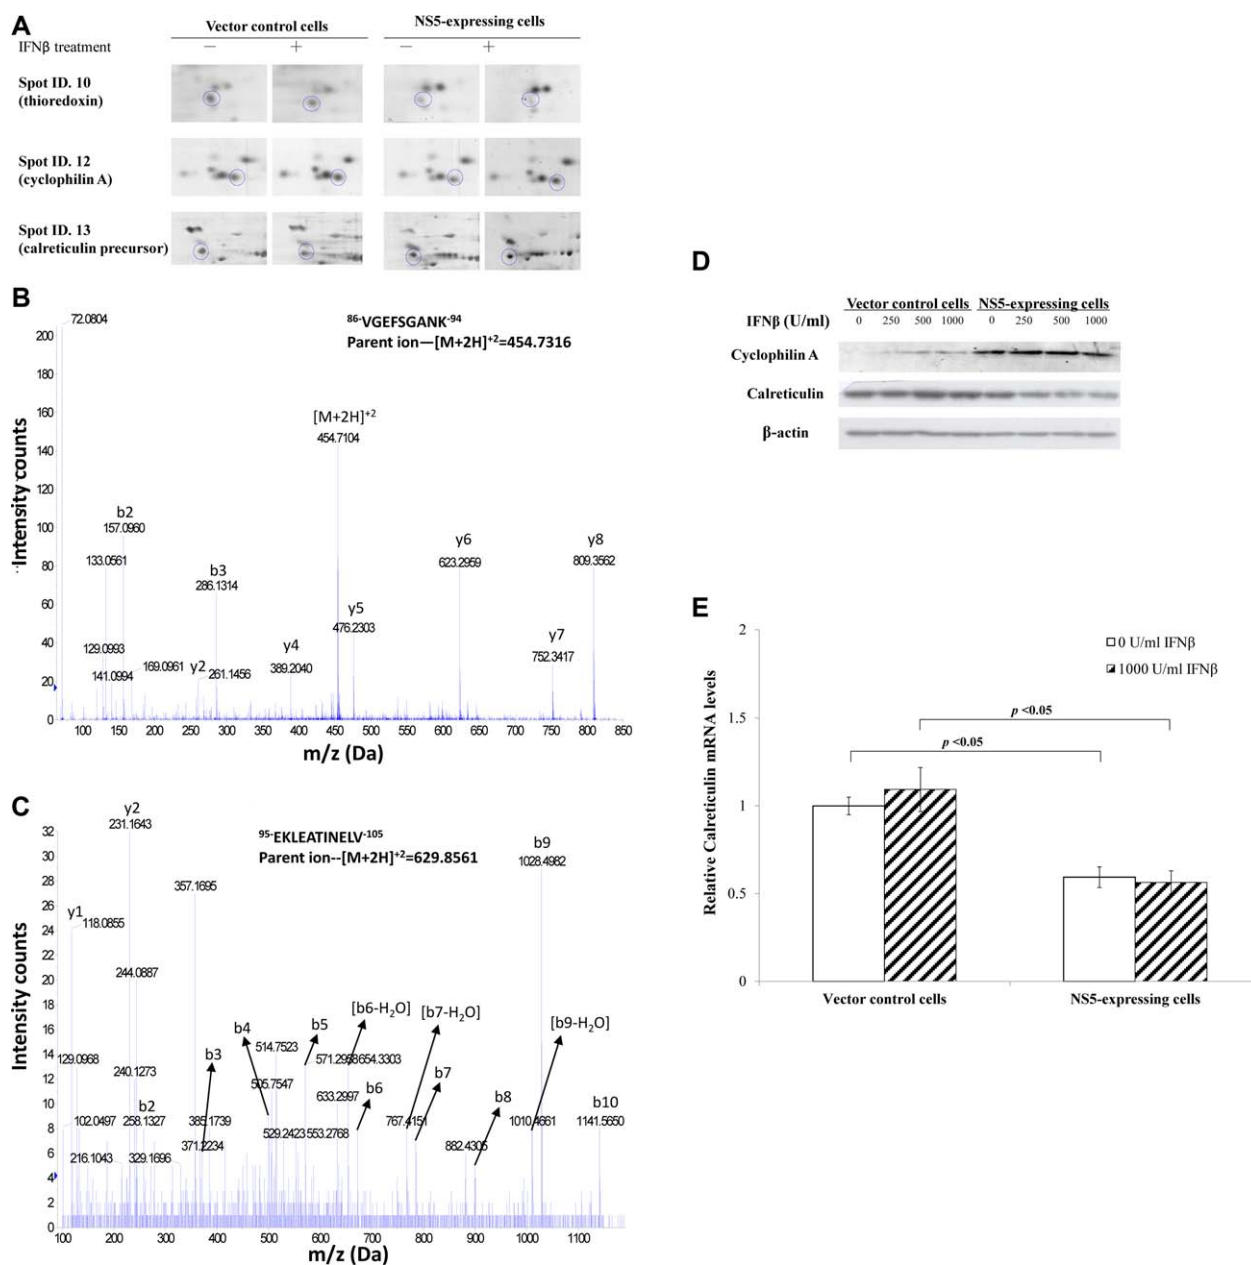 A
Vector control cells
NS5-expressing cells
IFNβ treatment
— + — +
Spot ID. 10
(thioredoxin)
Spot ID. 12
(cyclophilin A)
Spot ID. 13
(calreticulin precursor)
B
86-VGEFSGANK-94
Parent ion—[M+2H]+2=454.7316
72.0804
[M+2H]+2
454.7104
b2
157.0960
133.0561
y6
623.2959
y8
809.3562
b3
286.1314
y5
476.2303
129.0993
141.0994
169.0961
y2
261.1456
y4
389.2040
y7
752.3417
Intensity counts
200
180
160
140
120
100
80
60
40
20
0
100 150 200 250 300 350 400 450 500 550 600 650 700 750 800 850
m/z (Da)
C
95-EKLEATINELV-105
Parent ion--[M+2H]+2=629.8561
y2
231.1643
b9
1028.4982
357.1695
y1
118.0855
244.0887
[b6-H2O]
[b7-H2O]
[b9-H2O]
b4
b5
514.7523
654.3303
129.0968
240.1273
b3
505.7547
633.2997
b6
b7
b8
b10
102.0497
b2
258.1327
385.1739
371.2234
529.2423
553.2768
767.4151
1010.4661
1141.5650
216.1043
329.1696
882.4305
Intensity counts
32
30
28
26
24
22
20
18
16
14
12
10
8
6
4
2
0
100 200 300 400 500 600 700 800 900 1000 1100
m/z (Da)
D
Vector control cells NS5-expressing cells
IFNβ (U/ml) 0 250 500 1000 0 250 500 1000
Cyclophilin A
Calreticulin
β-actin
E
Relative Calreticulin mRNA levels
2
1.5
1
0.5
0
0 U/ml IFNβ
1000 U/ml IFNβ
p <0.05
p <0.05
Vector control cells
NS5-expressing cells